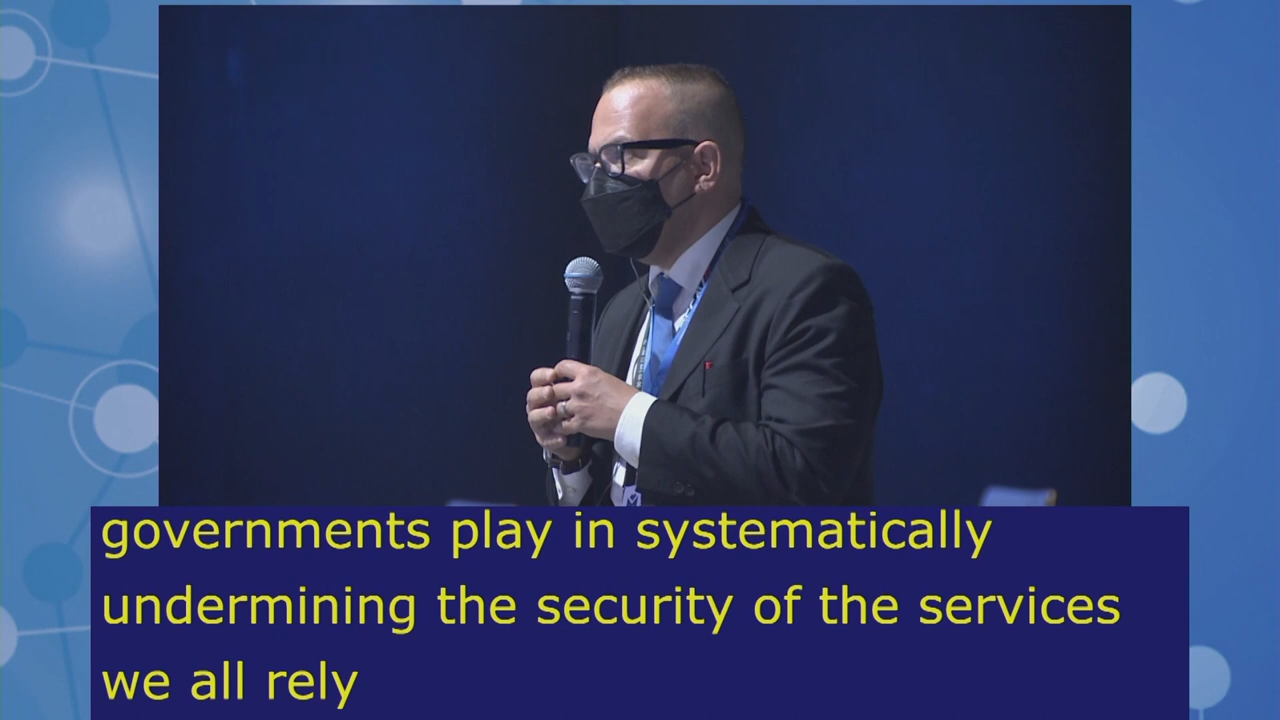 governments play in systematically
undermining the security of the services
we all rely